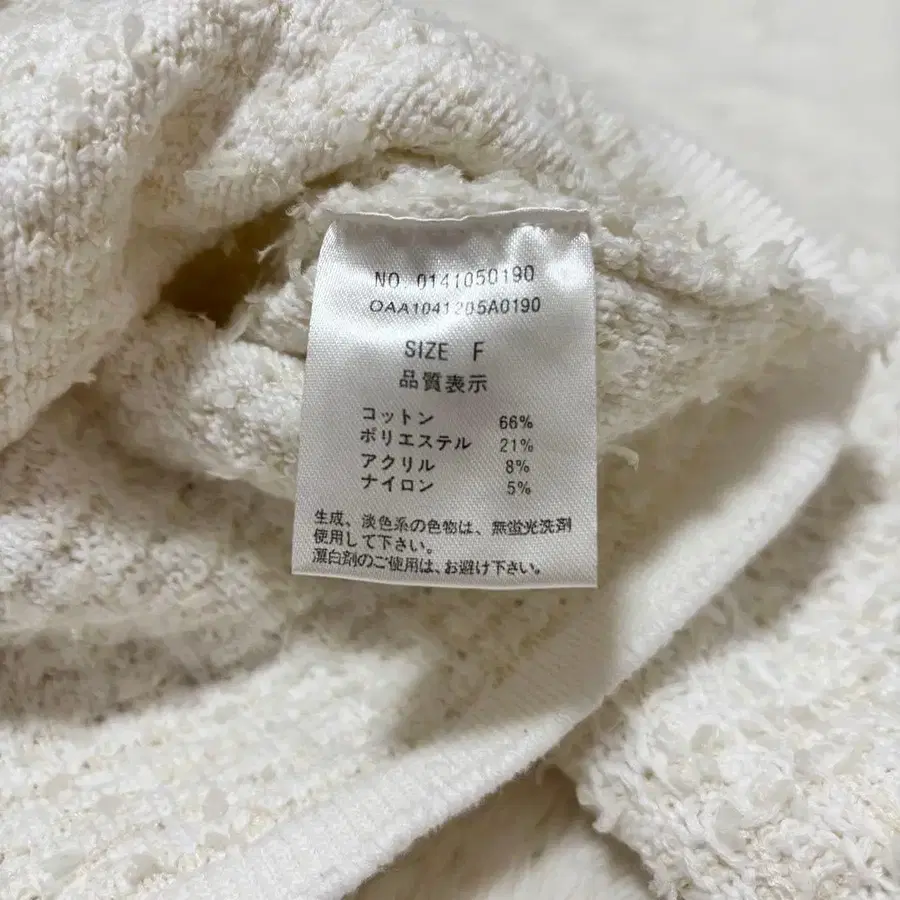 NO 0141050190
OAA1041205A0190
SIZE F
品質表示
コットン 66%
ポリエステル 21%
アクリル 8%
ナイロン 5%
生成、淡色系の色物は、無蛍光洗剤
使用して下さい。
漂白剤のご使用は、お避け下さい。